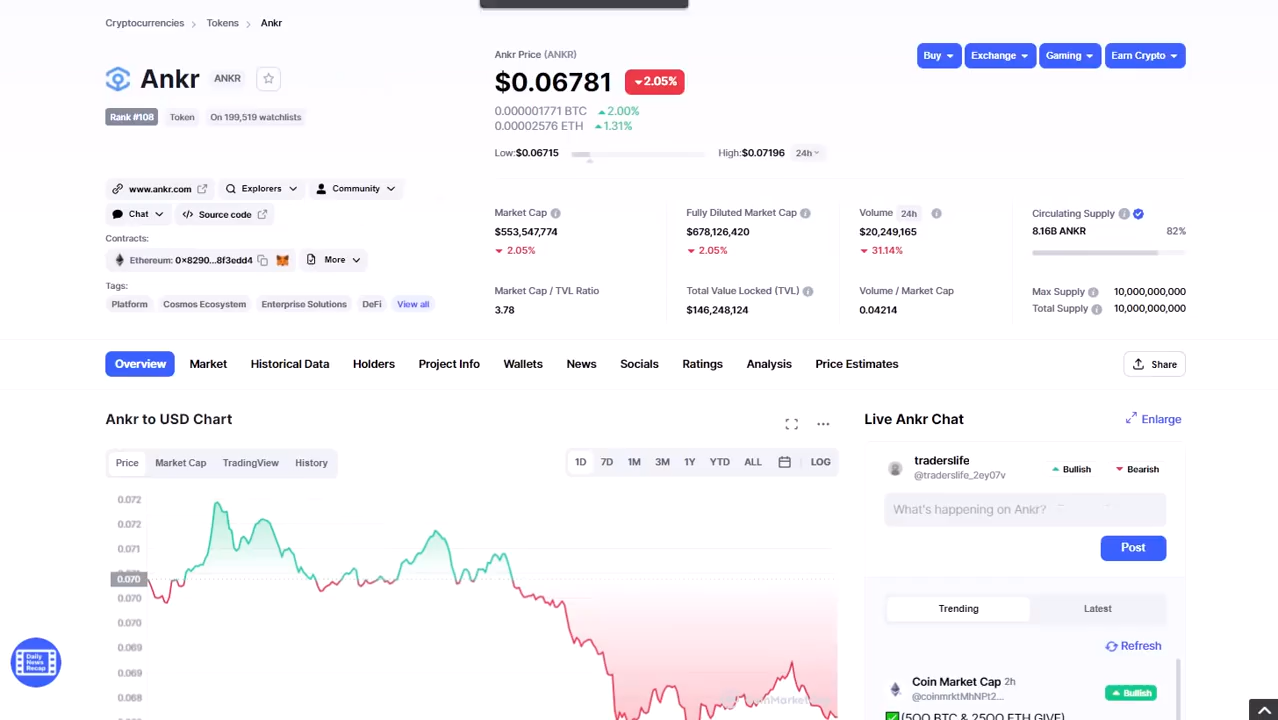 Cryptocurrencies > Tokens > Ankr
Ankr ANKR
Rank #108 Token On 199,519 watchlists
www.ankr.com Explorers Community
Chat Source code
Contracts:
Ethereum: 0x8290...8f3edd4 More
Tags:
Platform Cosmos Ecosystem Enterprise Solutions DeFi View all
Ankr Price (ANKR)
$0.06781 2.05%
0.000001771 BTC 2.00%
0.00002576 ETH 1.31%
Low:$0.06715 High:$0.07196 24h
Buy Exchange Gaming Earn Crypto
Market Cap
$553,547,774
2.05%
Fully Diluted Market Cap
$678,126,420
2.05%
Volume 24h
$20,249,165
31.14%
Circulating Supply
8.16B ANKR 82%
Market Cap / TVL Ratio
3.78
Total Value Locked (TVL)
$146,248,124
Volume / Market Cap
0.04214
Max Supply 10,000,000,000
Total Supply 10,000,000,000
Overview Market Historical Data Holders Project Info Wallets News Socials Ratings Analysis Price Estimates Share
Ankr to USD Chart
Price Market Cap TradingView History 1D 7D 1M 3M 1Y YTD ALL LOG
0.072
0.072
0.071
0.070
0.070
0.070
0.069
0.069
0.068
CoinMarket
Daily
News
Recap
Live Ankr Chat Enlarge
traderslife
@traderslife_2ey07v
Bullish Bearish
What's happening on Ankr?
Post
Trending Latest
Refresh
Coin Market Cap 2h
@coinmrktMhNPt2...
Bullish
✅(500 BTC & 2500 ETH GIVE)